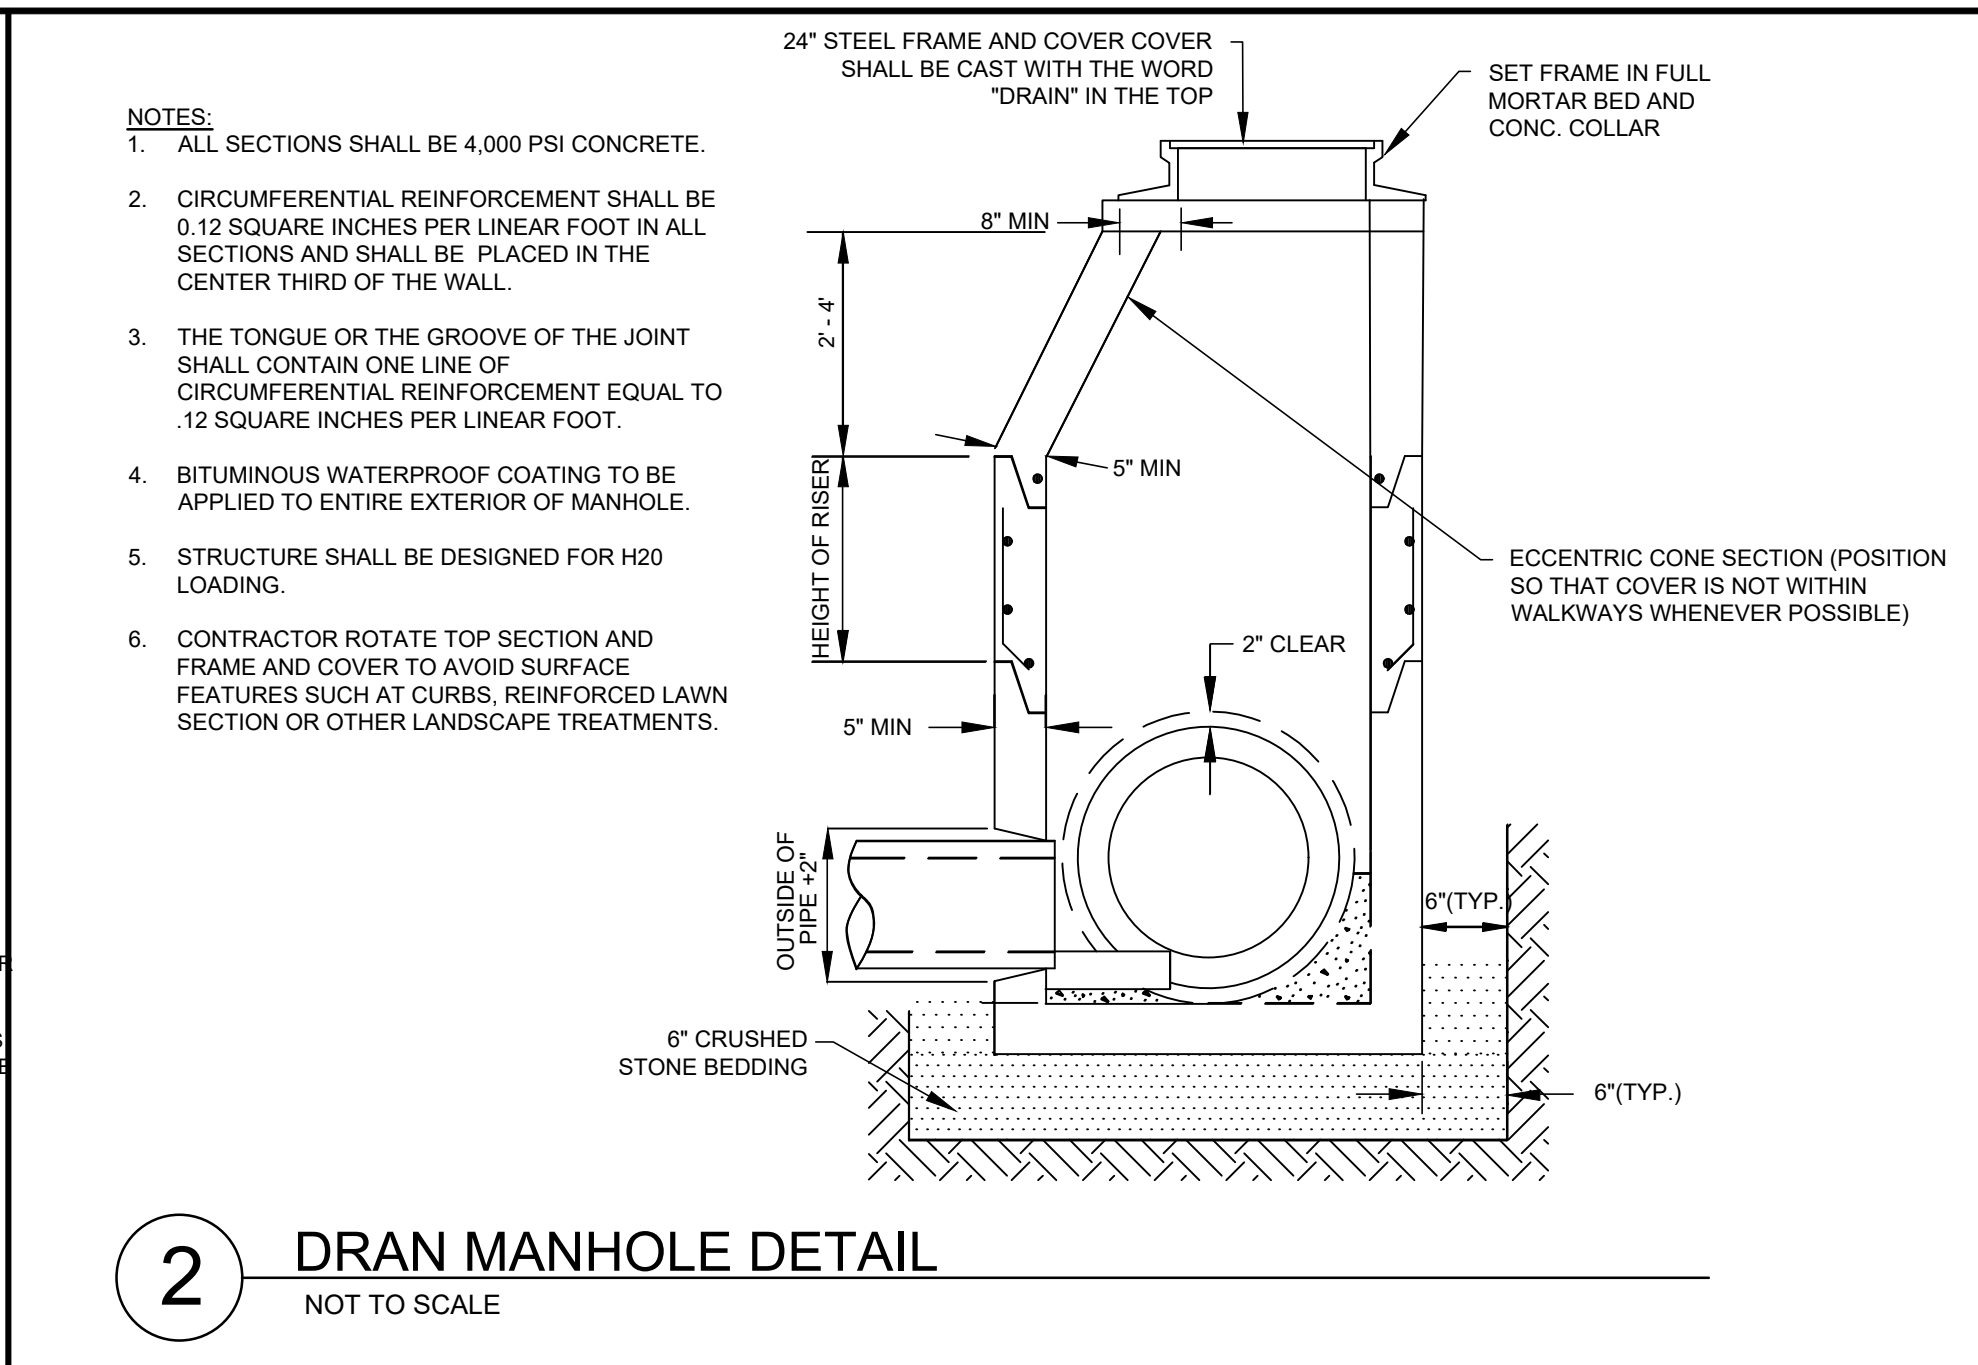 NOTES:
1. ALL SECTIONS SHALL BE 4,000 PSI CONCRETE.
2. CIRCUMFERENTIAL REINFORCEMENT SHALL BE
0.12 SQUARE INCHES PER LINEAR FOOT IN ALL
SECTIONS AND SHALL BE PLACED IN THE
CENTER THIRD OF THE WALL.
3. THE TONGUE OR THE GROOVE OF THE JOINT
SHALL CONTAIN ONE LINE OF
CIRCUMFERENTIAL REINFORCEMENT EQUAL TO
.12 SQUARE INCHES PER LINEAR FOOT.
4. BITUMINOUS WATERPROOF COATING TO BE
APPLIED TO ENTIRE EXTERIOR OF MANHOLE.
5. STRUCTURE SHALL BE DESIGNED FOR H20
LOADING.
6. CONTRACTOR ROTATE TOP SECTION AND
FRAME AND COVER TO AVOID SURFACE
FEATURES SUCH AT CURBS, REINFORCED LAWN
SECTION OR OTHER LANDSCAPE TREATMENTS.
24" STEEL FRAME AND COVER COVER
SHALL BE CAST WITH THE WORD
"DRAIN" IN THE TOP
SET FRAME IN FULL
MORTAR BED AND
CONC. COLLAR
8" MIN
2' - 4'
5" MIN
HEIGHT OF RISER
ECCENTRIC CONE SECTION (POSITION
SO THAT COVER IS NOT WITHIN
WALKWAYS WHENEVER POSSIBLE)
2" CLEAR
5" MIN
OUTSIDE OF
PIPE +2"
6"(TYP.)
6" CRUSHED
STONE BEDDING
6"(TYP.)
2
DRAN MANHOLE DETAIL
NOT TO SCALE